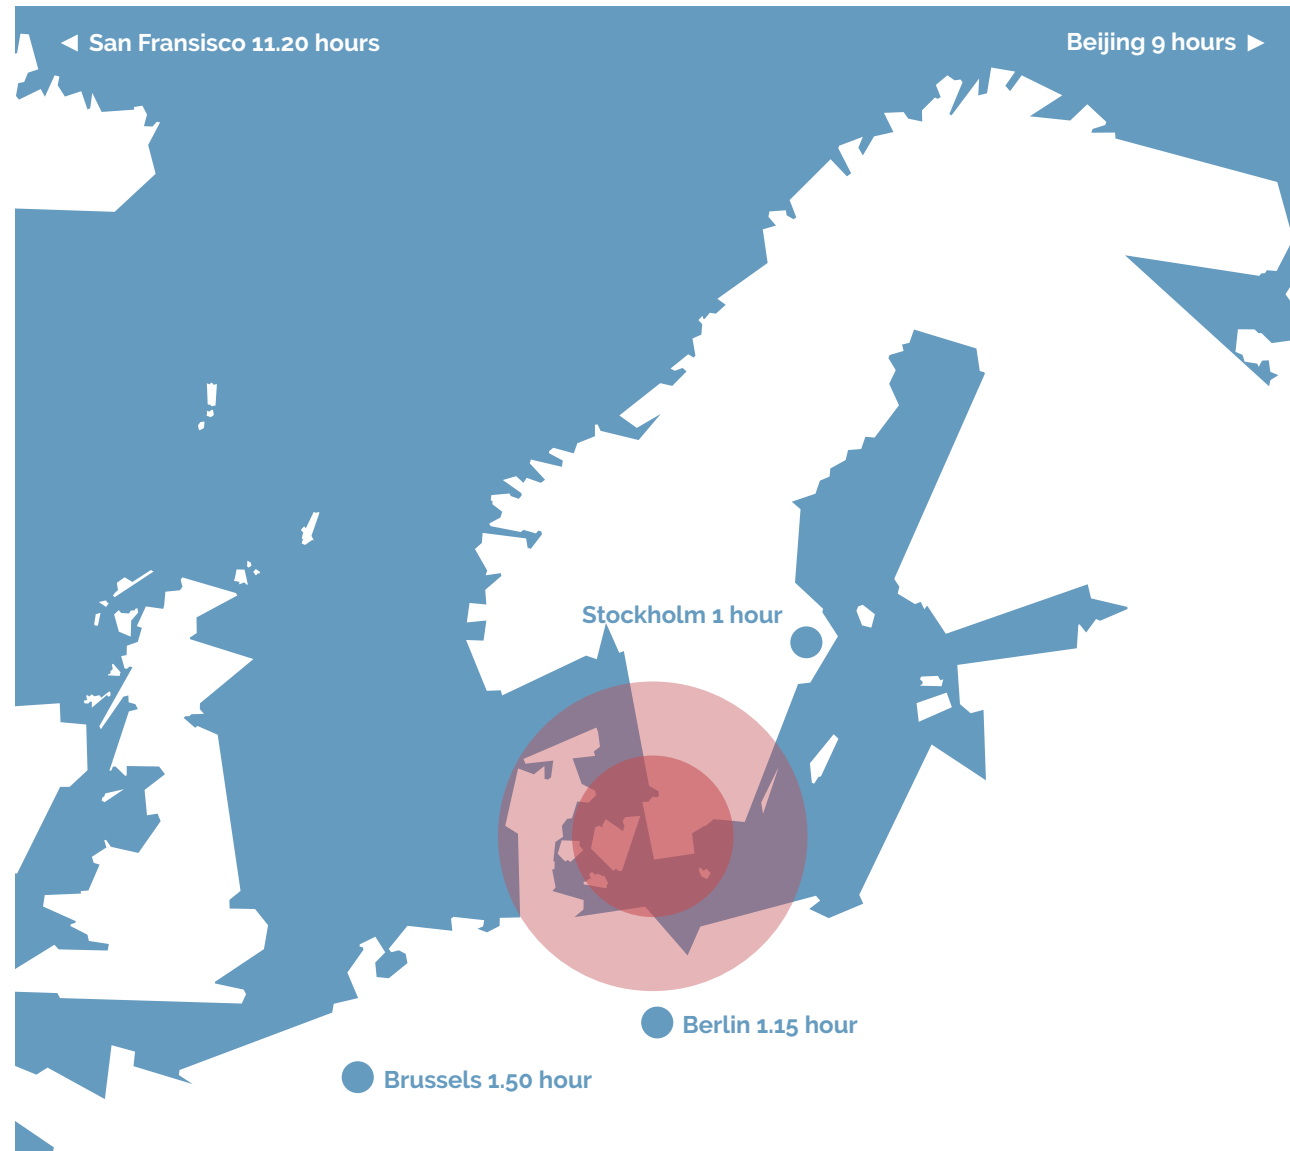 ◄ San Fransisco 11.20 hours
Beijing 9 hours ►
Stockholm 1 hour
Berlin 1.15 hour
Brussels 1.50 hour